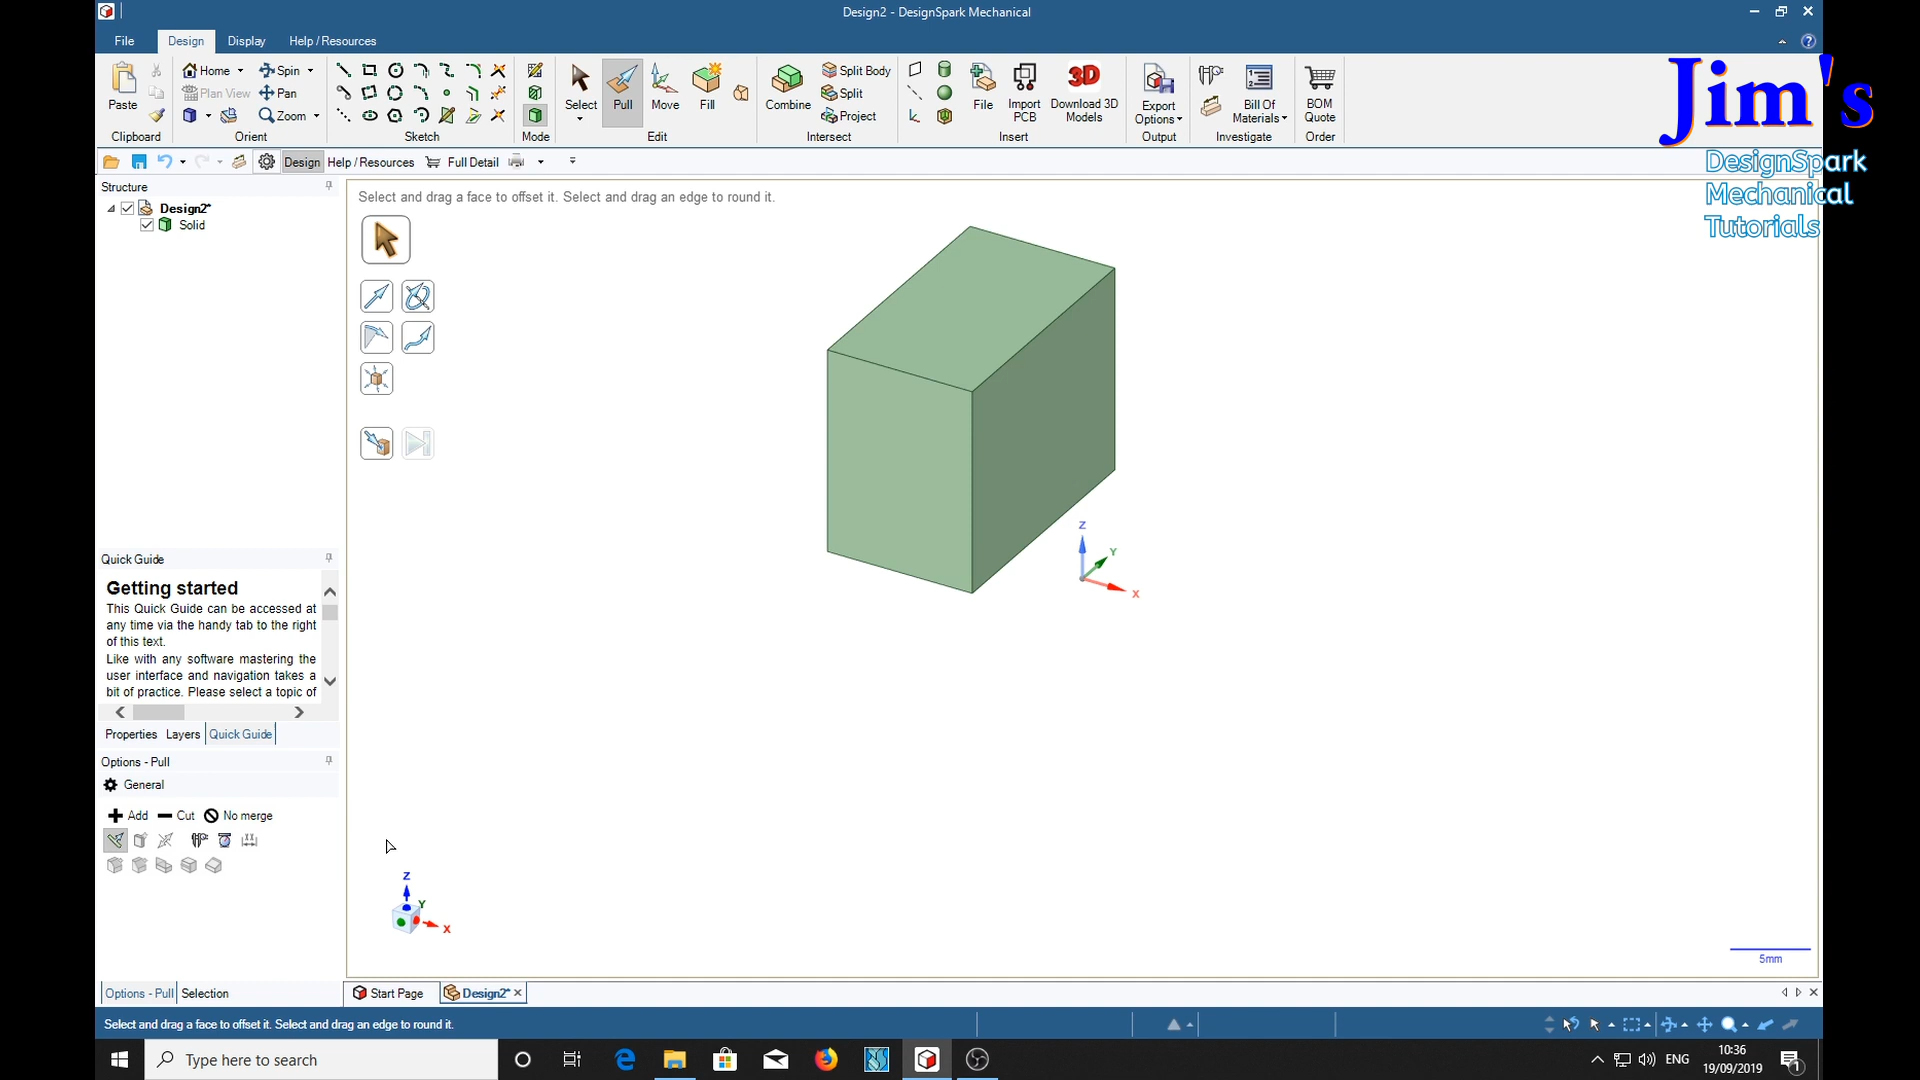 Design2 - DesignSpark Mechanical
File Design Display Help / Resources
Paste
Clipboard
Home Spin
Plan View Pan
Zoom
Orient
Sketch
Mode
Select
Pull
Move
Fill
Edit
Combine
Split Body
Split
Project
Intersect
File
Import PCB
3D
Download 3D Models
Insert
Export Options
Output
Bill Of Materials
Investigate
BOM Quote
Order
Jim's
DesignSpark
Mechanical
Tutorials
Design Help / Resources Full Detail
Structure
Design2*
Solid
Select and drag a face to offset it. Select and drag an edge to round it.
Z
Y
X
Quick Guide
Getting started
This Quick Guide can be accessed at
any time via the handy tab to the right
of this text.
Like with any software mastering the
user interface and navigation takes a
bit of practice. Please select a topic of
Properties Layers Quick Guide
Options - Pull
General
Add Cut No merge
Z
Y
X
5mm
Options - Pull Selection
Start Page Design2*
Select and drag a face to offset it. Select and drag an edge to round it.
Type here to search
ENG
10:36
19/09/2019
1